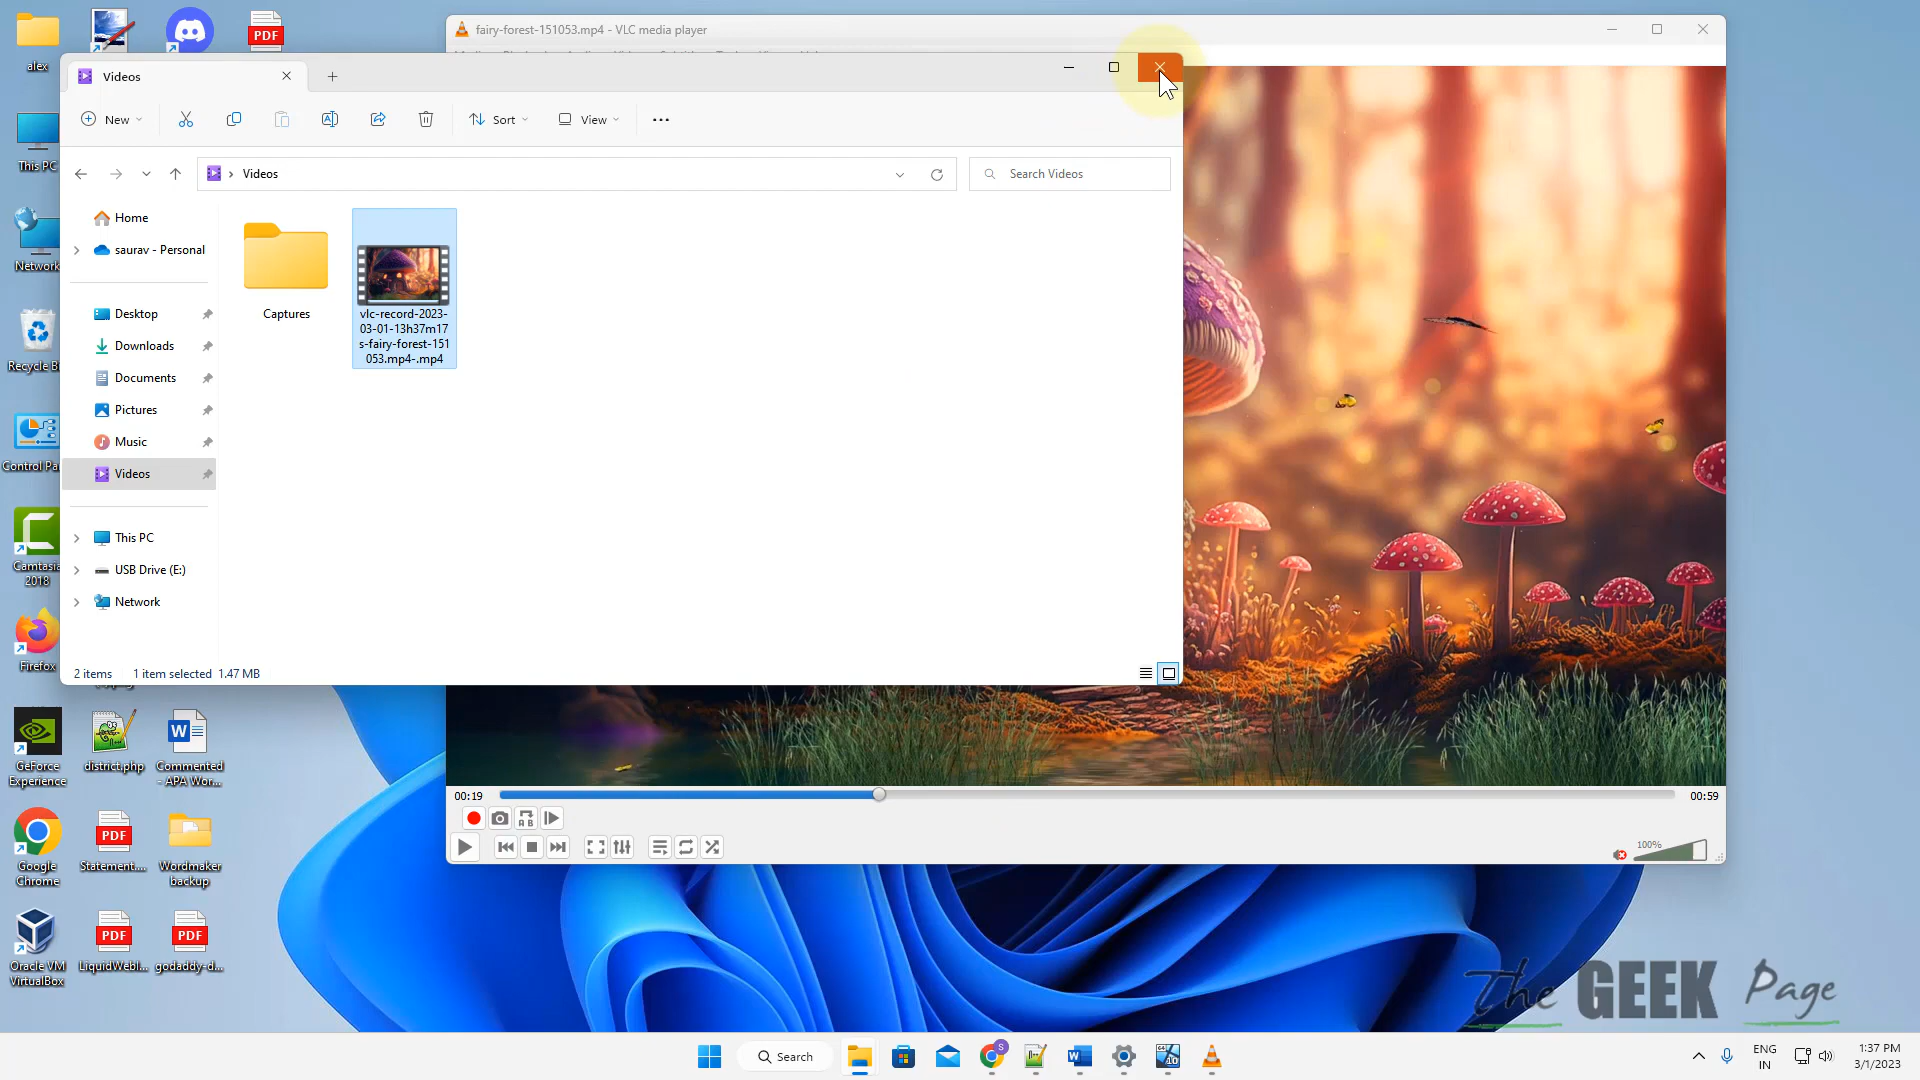 alex
fairy-forest-151053.mp4 - VLC media player
Videos
New
Sort
View
Videos
Search Videos
This PC
Home
saurav - Personal
Network
Desktop
Downloads
Documents
Pictures
Music
Videos
Captures
vlc-record-2023-
03-01-13h37m17
s-fairy-forest-151
053.mp4-.mp4
Recycle Bi
Control Pa
This PC
USB Drive (E:)
Network
Camtasia
2018
Firefox
2 items
1 item selected
1.47 MB
GeForce
Experience
district.php
Commented
- APA Wor...
00:19
00:59
100%
PDF
PDF
PDF
PDF
Google
Chrome
Statement....
Wordmaker
backup
Oracle VM
VirtualBox
LiquidWebI...
godaddy-d...
The GEEK Page
Search
ENG
IN
1:37 PM
3/1/2023